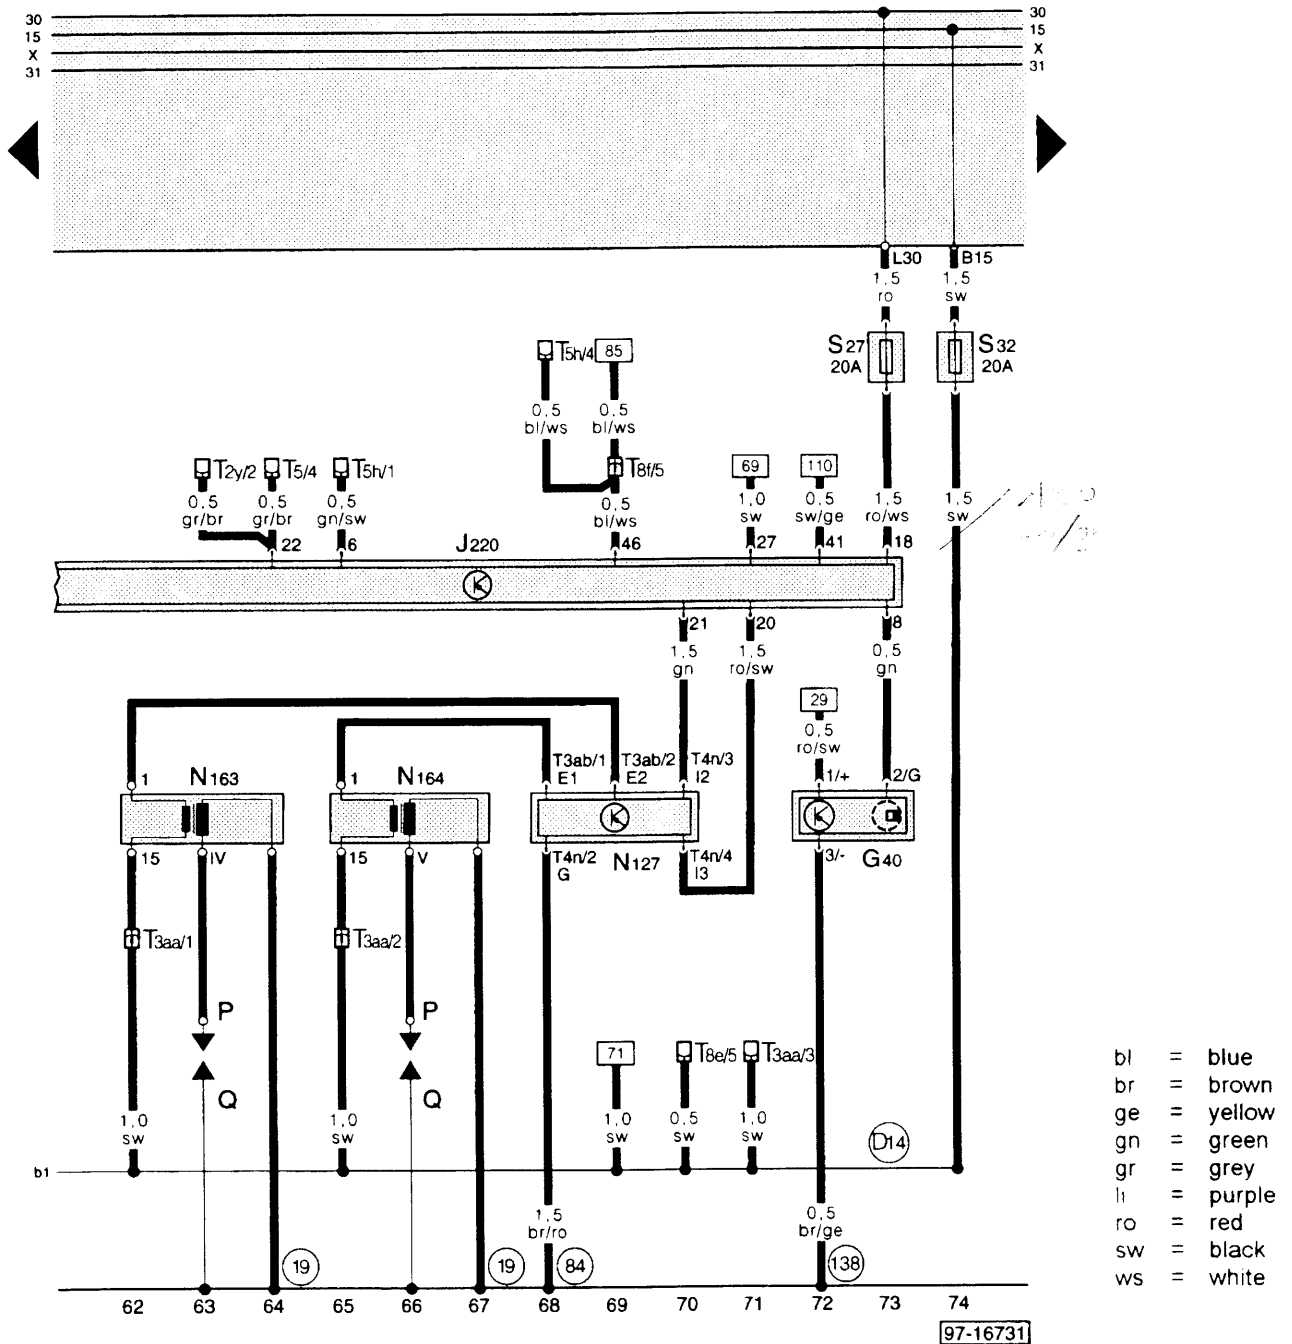 30 30
15 15
X X
31 31
L30 B15
1,5 1,5
ro sw
S27 S32
20A 20A
T5h/4 85
0,5 0,5
bl/ws bl/ws
T2y/2 T5/4 T5h/1 T8f/5 69 110
0,5 0,5 0,5 0,5 1,0 0,5 1,5 1,5
gr/br gr/br gn/sw bl/ws sw sw/ge ro/ws sw
22 6 J220 46 27 41 18
21 20 8
1,5 1,5 0,5
gn ro/sw gn
29
0,5
ro/sw
T3ab/1 T3ab/2 T4n/3
1 N163 1 N164 E1 E2 I2 1/+ 2/G
15 IV 15 V T4n/2 N127 T4n/4 3/- G40
G I3
T3aa/1 T3aa/2
P P
71 T8e/5 T3aa/3
Q Q
1,0 1,0 1,0 0,5 1,0
sw sw sw sw sw
D14
b1
1,5 0,5
br/ro br/ge
19 19 84 138
62 63 64 65 66 67 68 69 70 71 72 73 74
97-16731
bl = blue
br = brown
ge = yellow
gn = green
gr = grey
li = purple
ro = red
sw = black
ws = white